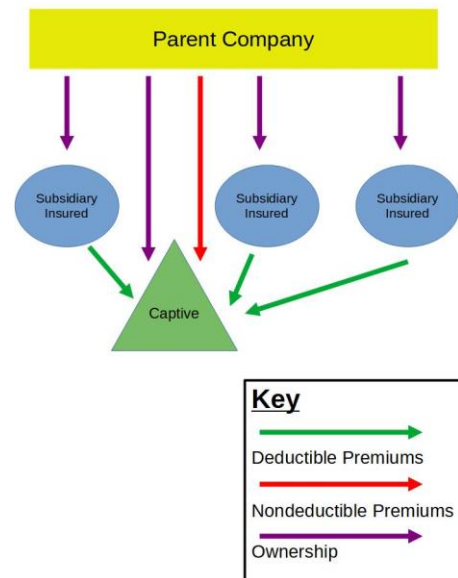 Parent Company
Subsidiary
Insured
Subsidiary
Insured
Subsidiary
Insured
Captive
Key
Deductible Premiums
Nondeductible Premiums
Ownership